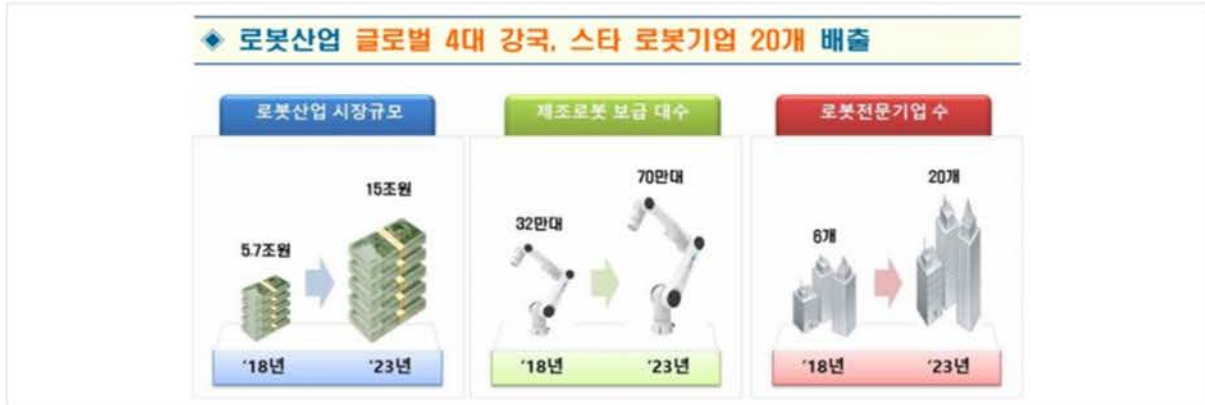 ◈ 로봇산업 글로벌 4대 강국, 스타 로봇기업 20개 배출
로봇산업 시장규모
5.7조원
15조원
'18년
'23년
제조로봇 보급 대수
32만대
70만대
'18년
'23년
로봇전문기업 수
6개
20개
'18년
'23년